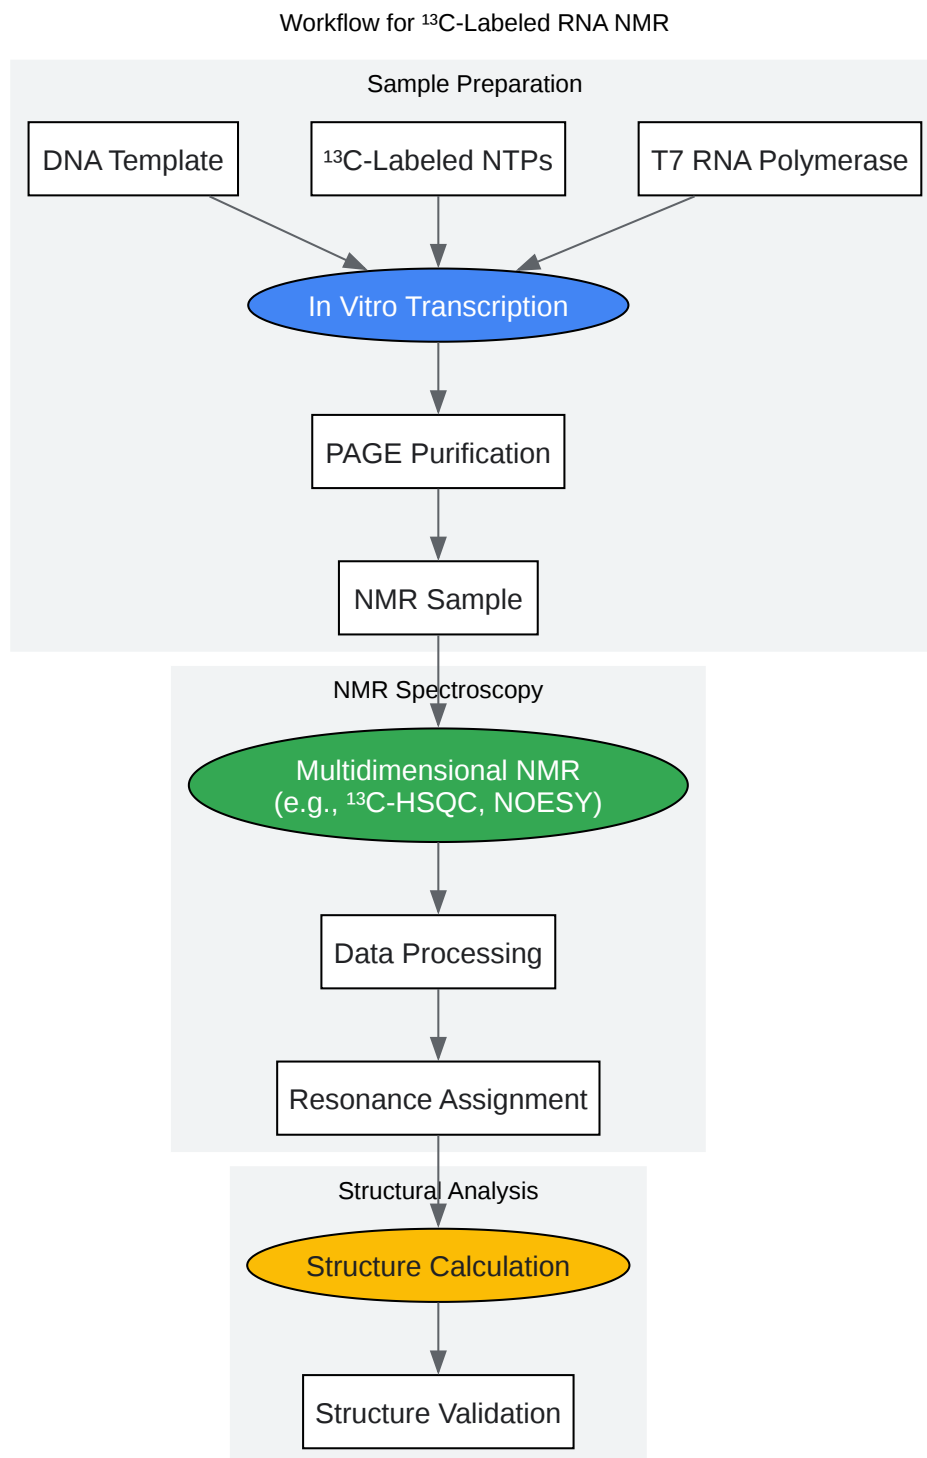 Workflow for ¹³C-Labeled RNA NMR
Sample Preparation
DNA Template
¹³C-Labeled NTPs
T7 RNA Polymerase
In Vitro Transcription
PAGE Purification
NMR Sample
NMR Spectroscopy
Multidimensional NMR
(e.g., ¹³C-HSQC, NOESY)
Data Processing
Resonance Assignment
Structural Analysis
Structure Calculation
Structure Validation